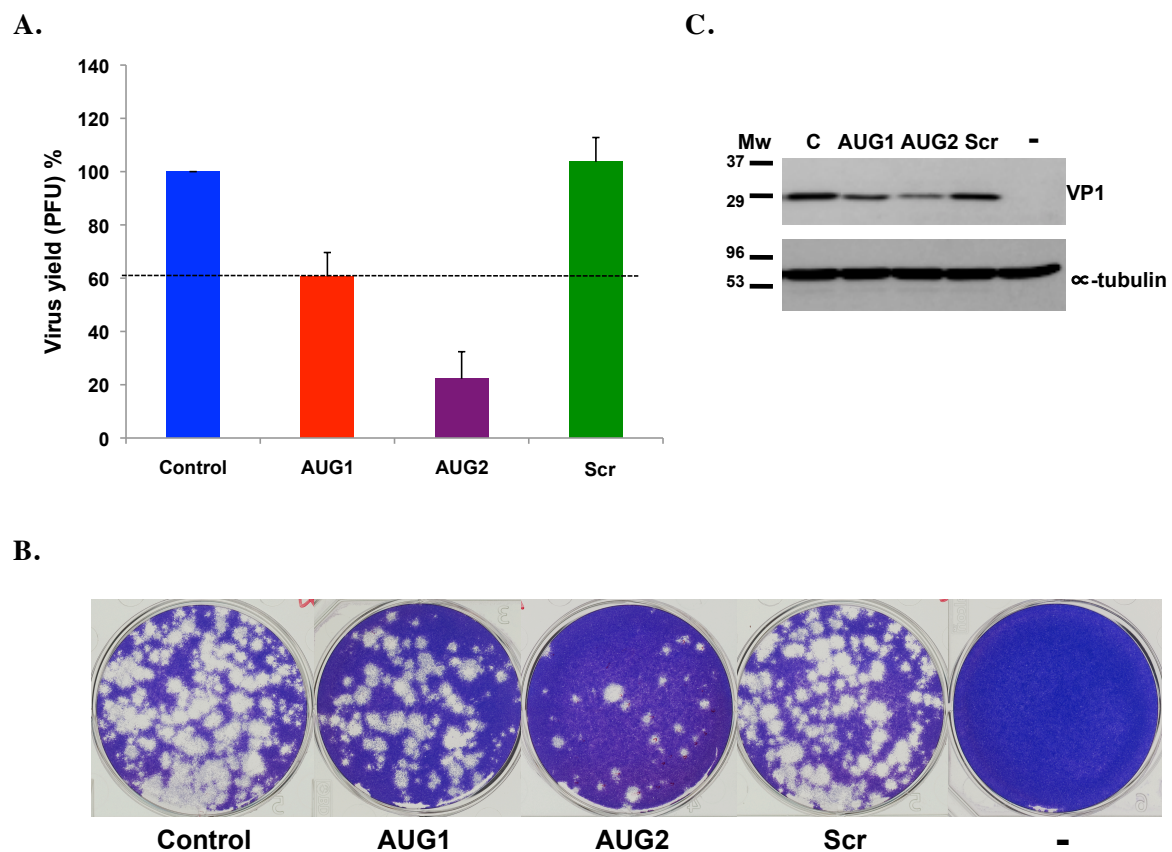 A.
Virus yield (PFU) %
140
120
100
80
60
40
20
0
Control AUG1 AUG2 Scr
C.
Mw C AUG1 AUG2 Scr -
37
29
VP1
96
53
∝-tubulin
B.
Control AUG1 AUG2 Scr -